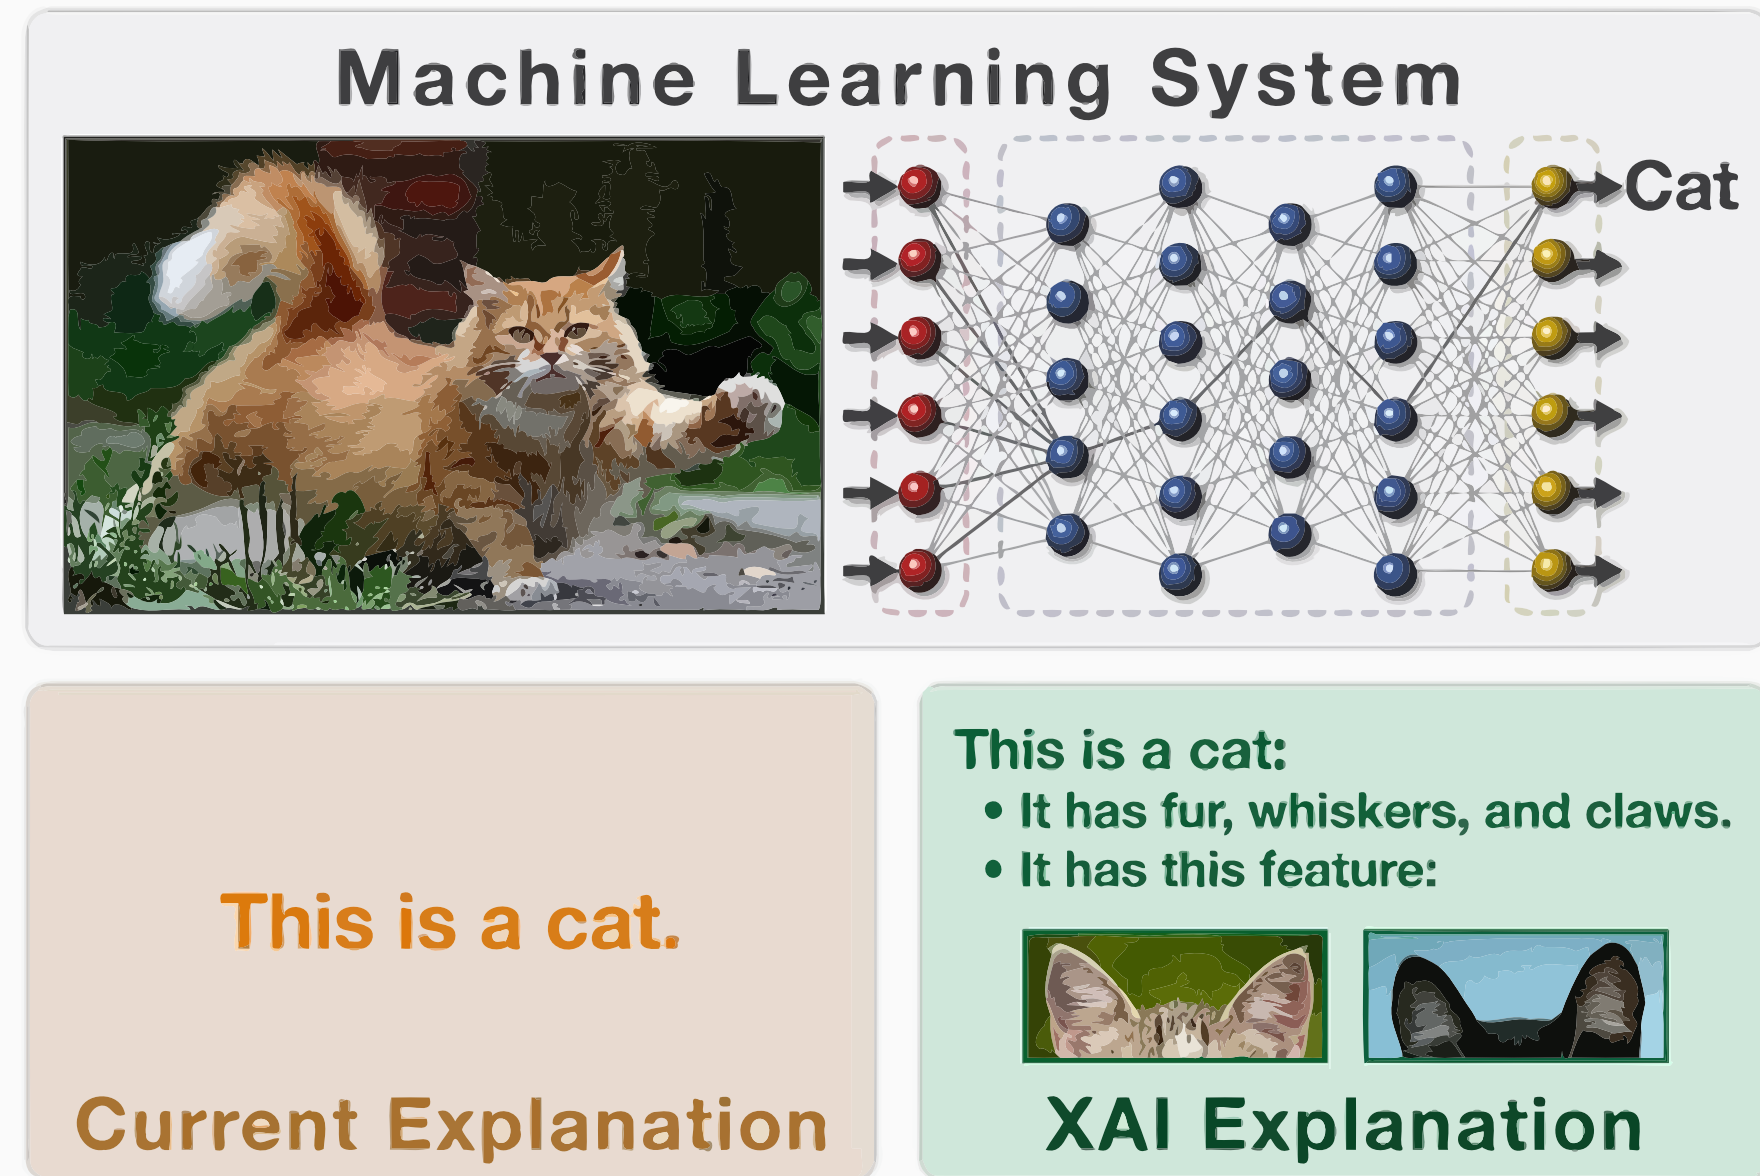 Machine Learning System
Cat
This is a cat.
Current Explanation
This is a cat:
• It has fur, whiskers, and claws.
• It has this feature:
XAI Explanation